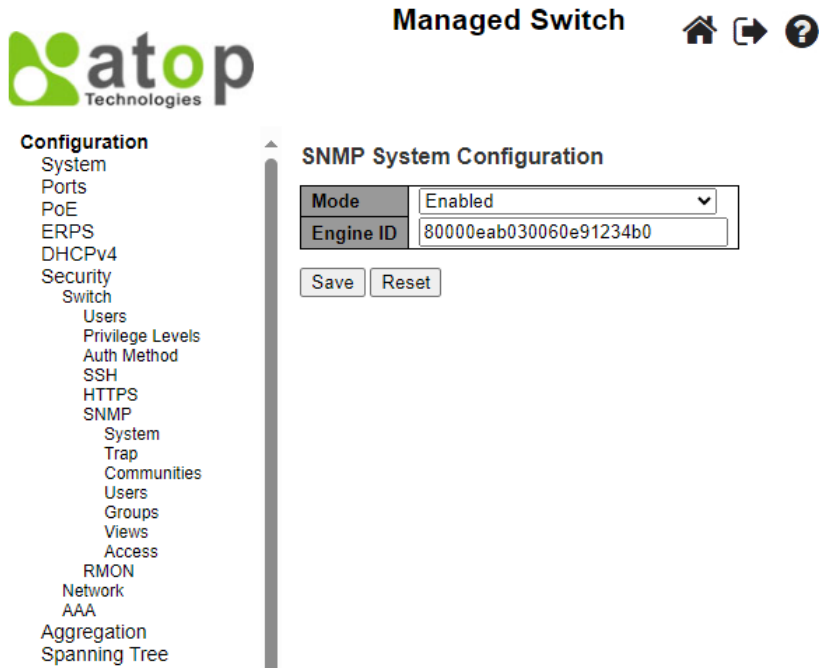 Managed Switch
atop
Technologies
Configuration
System
Ports
PoE
ERPS
DHCPv4
Security
Switch
Users
Privilege Levels
Auth Method
SSH
HTTPS
SNMP
System
Trap
Communities
Users
Groups
Views
Access
RMON
Network
AAA
Aggregation
Spanning Tree
SNMP System Configuration
Mode Enabled
Engine ID 80000eab030060e91234b0
Save Reset